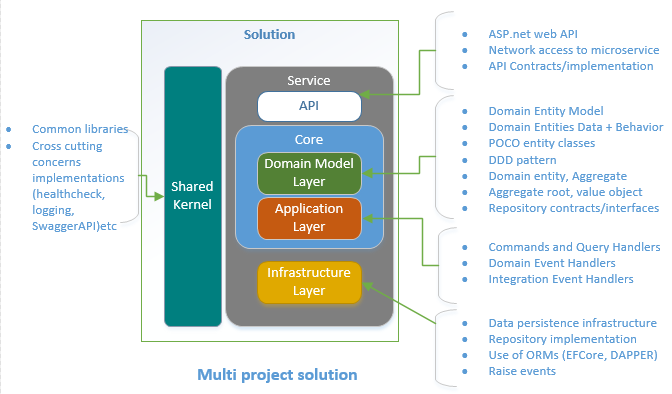 Solution
Service
API
Core
Domain Model
Layer
Application
Layer
Infrastructure
Layer
Shared
Kernel
Common libraries
Cross cutting
concerns
implementations
(healthcheck,
logging,
SwaggerAPI)etc
ASP.net web API
Network access to microservice
API Contracts/implementation
Domain Entity Model
Domain Entities Data + Behavior
POCO entity classes
DDD pattern
Domain entity, Aggregate
Aggregate root, value object
Repository contracts/interfaces
Commands and Query Handlers
Domain Event Handlers
Integration Event Handlers
Data persistence infrastructure
Repository implementation
Use of ORMs (EFCore, DAPPER)
Raise events
Multi project solution